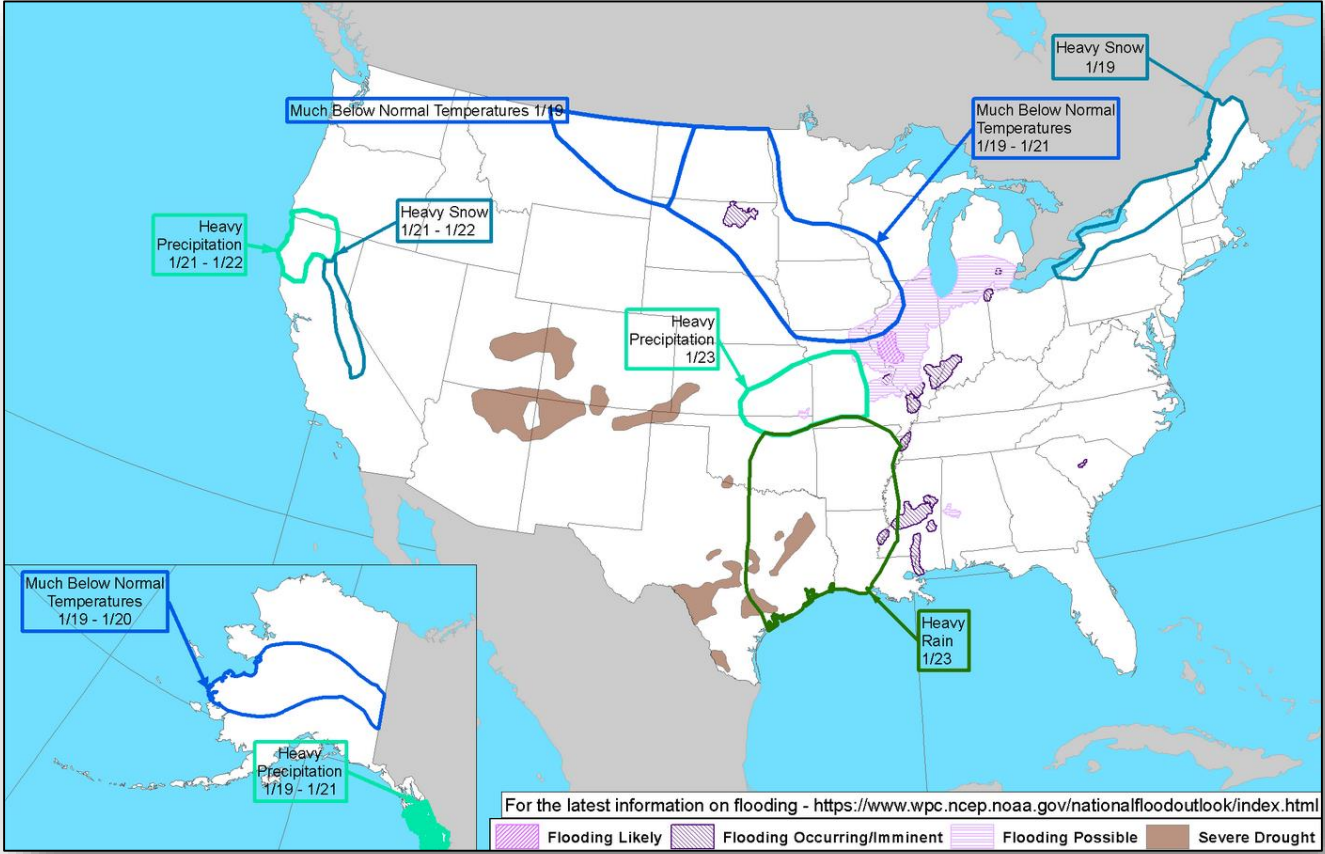 Heavy Snow
1/19
Much Below Normal Temperatures 1/19
Much Below Normal
Temperatures
1/19 - 1/21
Heavy Snow
1/21 - 1/22
Heavy
Precipitation
1/21 - 1/22
Heavy
Precipitation
1/23
Much Below Normal
Temperatures
1/19 - 1/20
Heavy
Rain
1/23
Heavy
Precipitation
1/19 - 1/21
For the latest information on flooding - https://www.wpc.ncep.noaa.gov/nationalfloodoutlook/index.html
Flooding Likely
Flooding Occurring/Imminent
Flooding Possible
Severe Drought